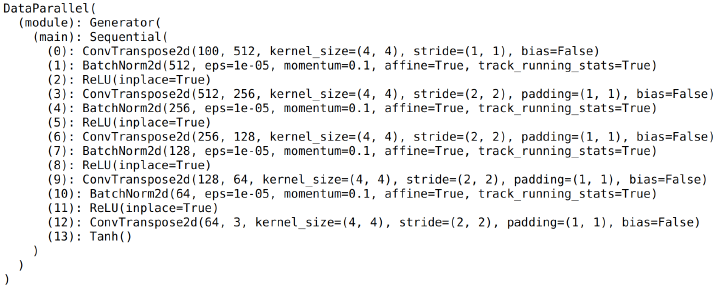 DataParallel(
  (module): Generator(
    (main): Sequential(
      (0): ConvTranspose2d(100, 512, kernel_size=(4, 4), stride=(1, 1), bias=False)
      (1): BatchNorm2d(512, eps=1e-05, momentum=0.1, affine=True, track_running_stats=True)
      (2): ReLU(inplace=True)
      (3): ConvTranspose2d(512, 256, kernel_size=(4, 4), stride=(2, 2), padding=(1, 1), bias=False)
      (4): BatchNorm2d(256, eps=1e-05, momentum=0.1, affine=True, track_running_stats=True)
      (5): ReLU(inplace=True)
      (6): ConvTranspose2d(256, 128, kernel_size=(4, 4), stride=(2, 2), padding=(1, 1), bias=False)
      (7): BatchNorm2d(128, eps=1e-05, momentum=0.1, affine=True, track_running_stats=True)
      (8): ReLU(inplace=True)
      (9): ConvTranspose2d(128, 64, kernel_size=(4, 4), stride=(2, 2), padding=(1, 1), bias=False)
      (10): BatchNorm2d(64, eps=1e-05, momentum=0.1, affine=True, track_running_stats=True)
      (11): ReLU(inplace=True)
      (12): ConvTranspose2d(64, 3, kernel_size=(4, 4), stride=(2, 2), padding=(1, 1), bias=False)
      (13): Tanh()
    )
  )
)